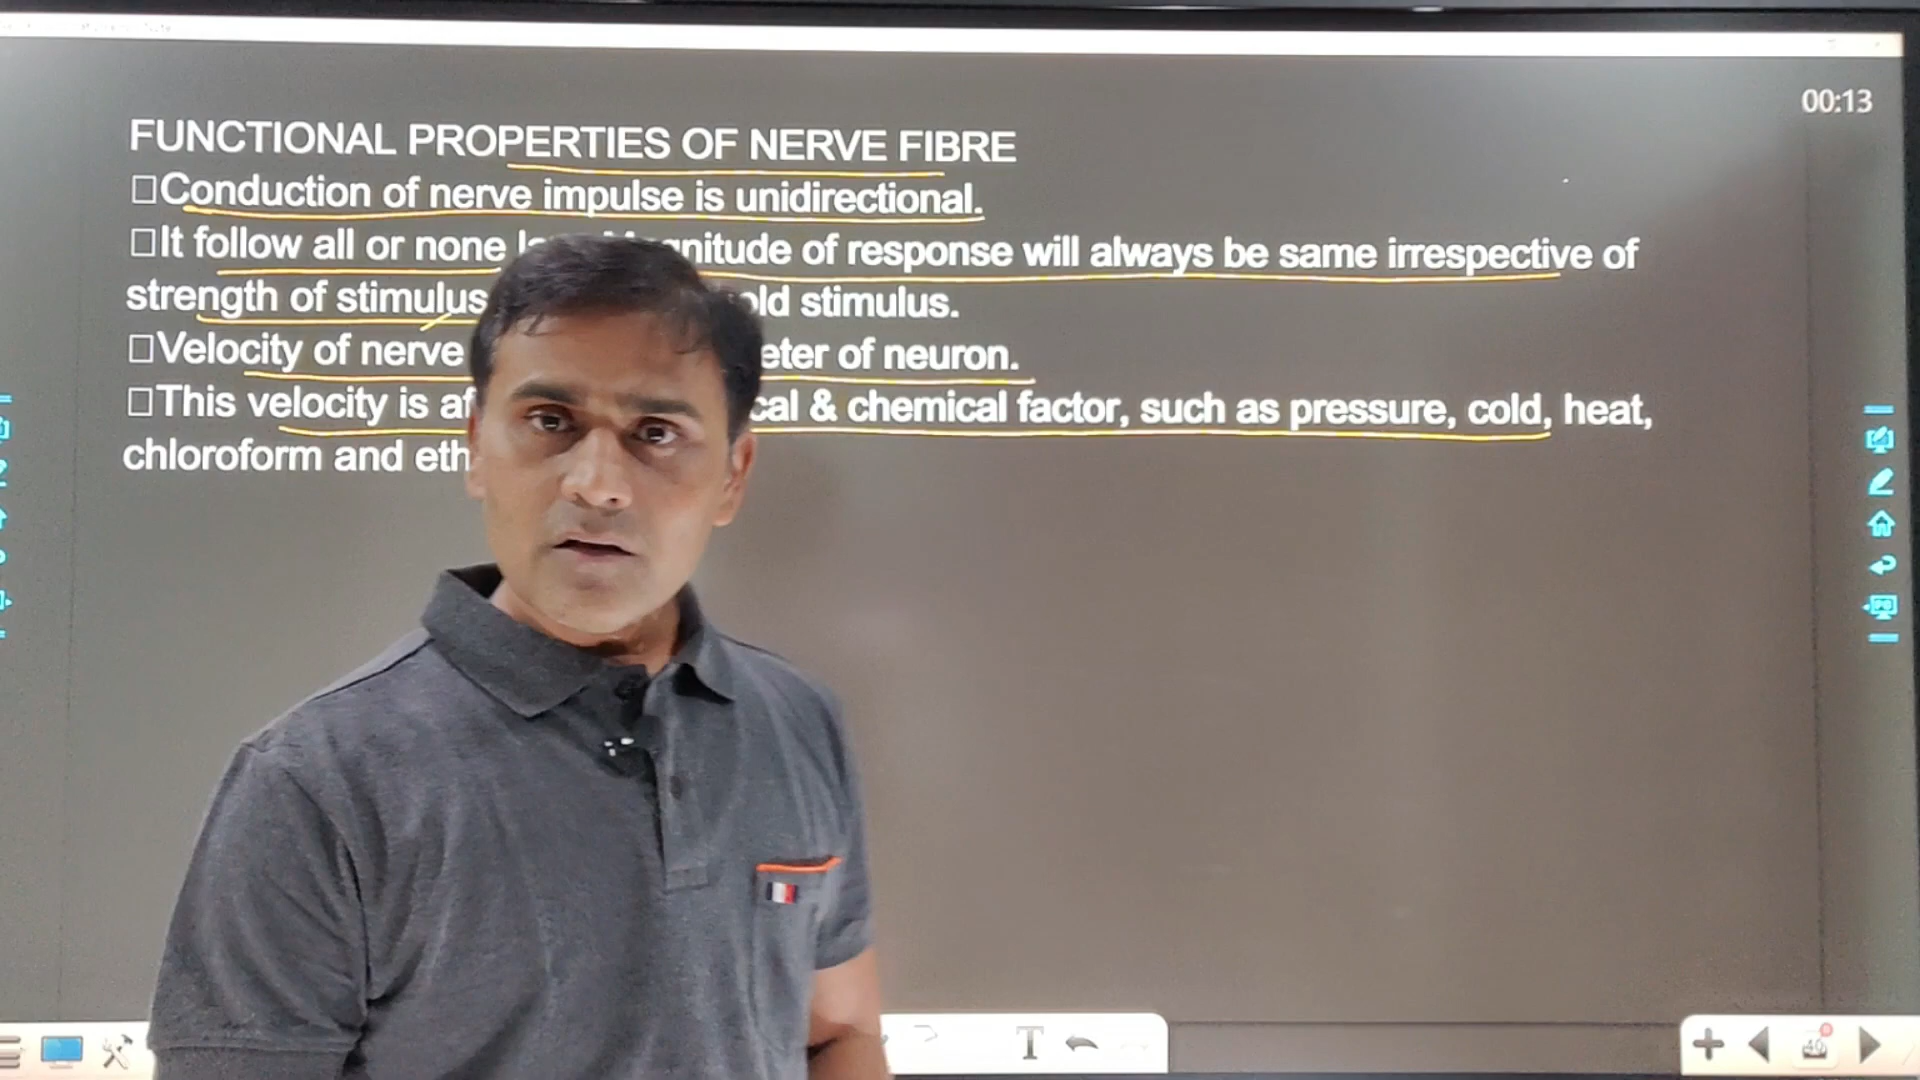 00:13
FUNCTIONAL PROPERTIES OF NERVE FIBRE
Conduction of nerve impulse is unidirectional.
It follow all or none nitude of response will always be same irrespective of
strength of stimulus old stimulus.
Velocity of nerve eter of neuron.
This velocity is af cal & chemical factor, such as pressure, cold, heat,
chloroform and eth
T
40